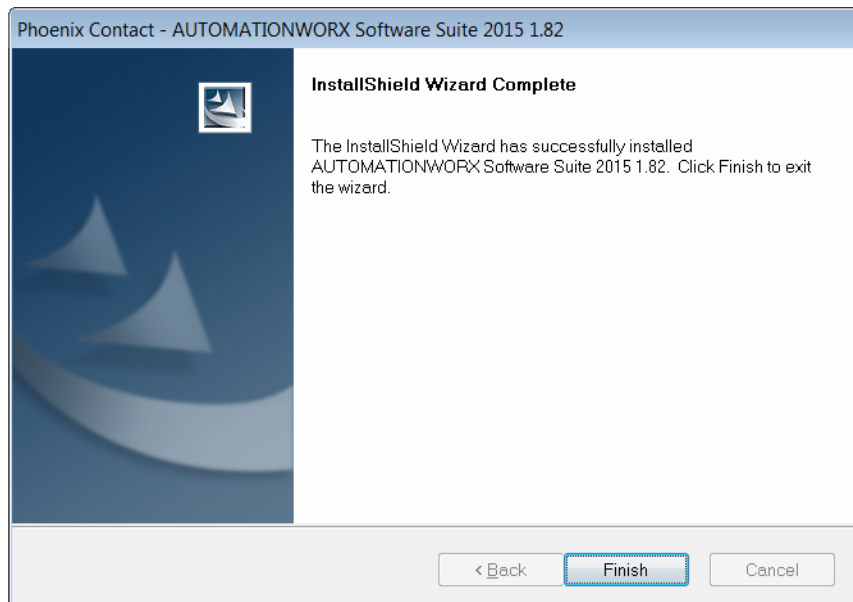 Phoenix Contact - AUTOMATIONWORX Software Suite 2015 1.82
InstallShield Wizard Complete
The InstallShield Wizard has successfully installed
AUTOMATIONWORX Software Suite 2015 1.82. Click Finish to exit
the wizard.
< Back Finish Cancel